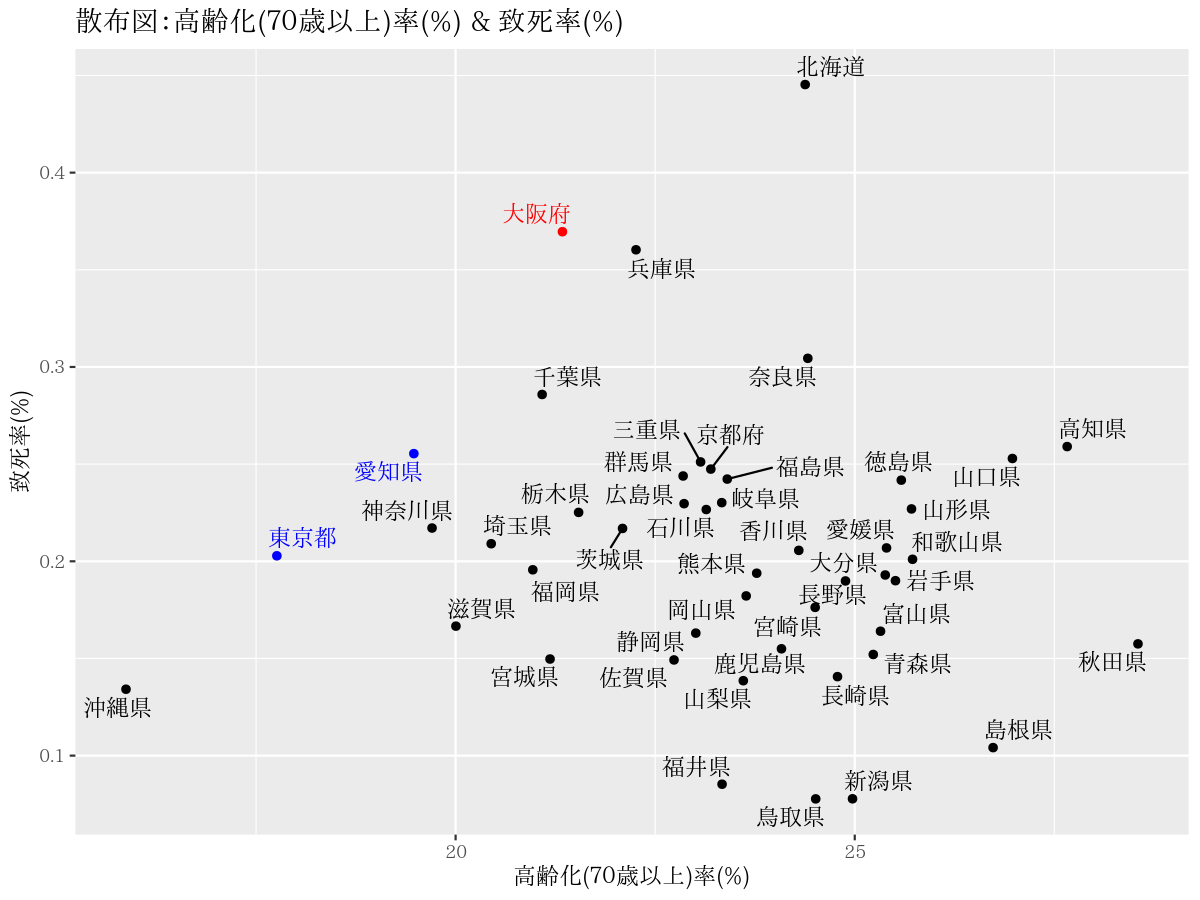 散布図:高齢化(70歳以上)率(%) & 致死率(%)
北海道
0.4
大阪府
兵庫県
0.3
千葉県
奈良県
三重県
京都府
高知県
愛知県
群馬県
福島県
徳島県
山口県
栃木県
広島県
岐阜県
神奈川県
埼玉県
石川県
香川県
愛媛県
山形県
東京都
茨城県
和歌山県
0.2
熊本県
大分県
岩手県
福岡県
長野県
滋賀県
岡山県
宮崎県
富山県
静岡県
宮城県
佐賀県
鹿児島県
青森県
秋田県
沖縄県
山梨県
長崎県
島根県
0.1
福井県
新潟県
鳥取県
20
25
高齢化(70歳以上)率(%)
致死率(%)